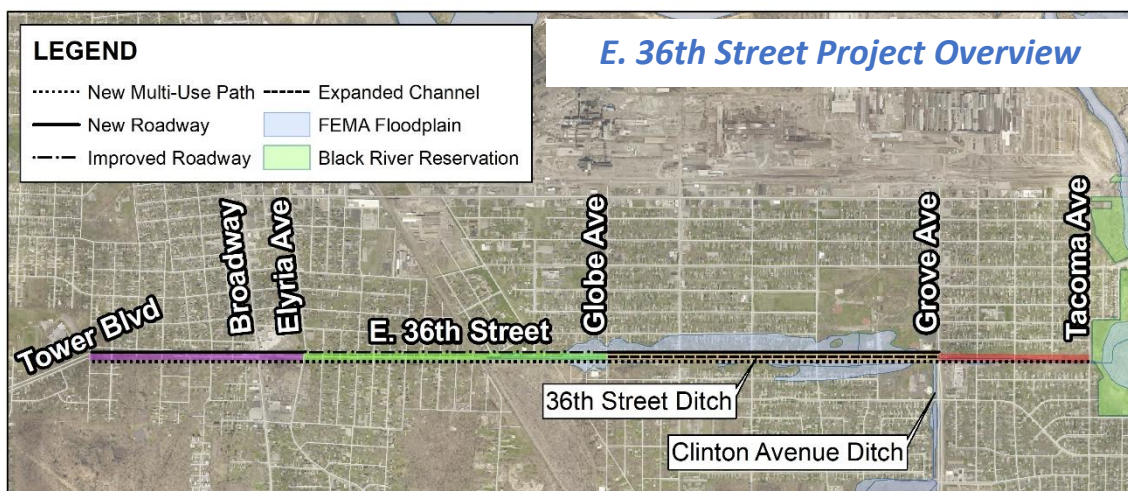 E. 36th Street Project Overview
LEGEND
New Multi-Use Path
Expanded Channel
New Roadway
FEMA Floodplain
Improved Roadway
Black River Reservation
Tower Blvd
Broadway
Elyria Ave
E. 36th Street
Globe Ave
Grove Ave
Tacoma Ave
36th Street Ditch
Clinton Avenue Ditch